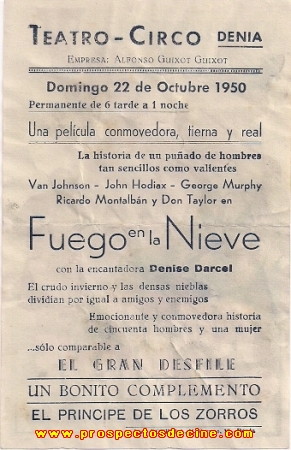 TEATRO-CIRCO DENIA
EMPRESA: ALFONSO GUIXOT GUIXOT
Domingo 22 de Octubre 1950
Permanente de 6 tarde a 1 noche
Una película conmovedora, tierna y real
La historia de un puñado de hombres
tan sencillos como valientes
Van Johnson - John Hodiax - George Murphy
Ricardo Montalbán y Don Taylor en
Fuego en la Nieve
con la encantadora Denise Darcel
El crudo invierno y las densas nieblas
dividian por igual a amigos y enemigos
Emocionante y conmovedora historia
de cincuenta hombres y una mujer
...sólo comparable a
EL GRAN DESFILE
UN BONITO COMPLEMENTO
EL PRINCIPE DE LOS ZORROS
www.prospectosdecine.com